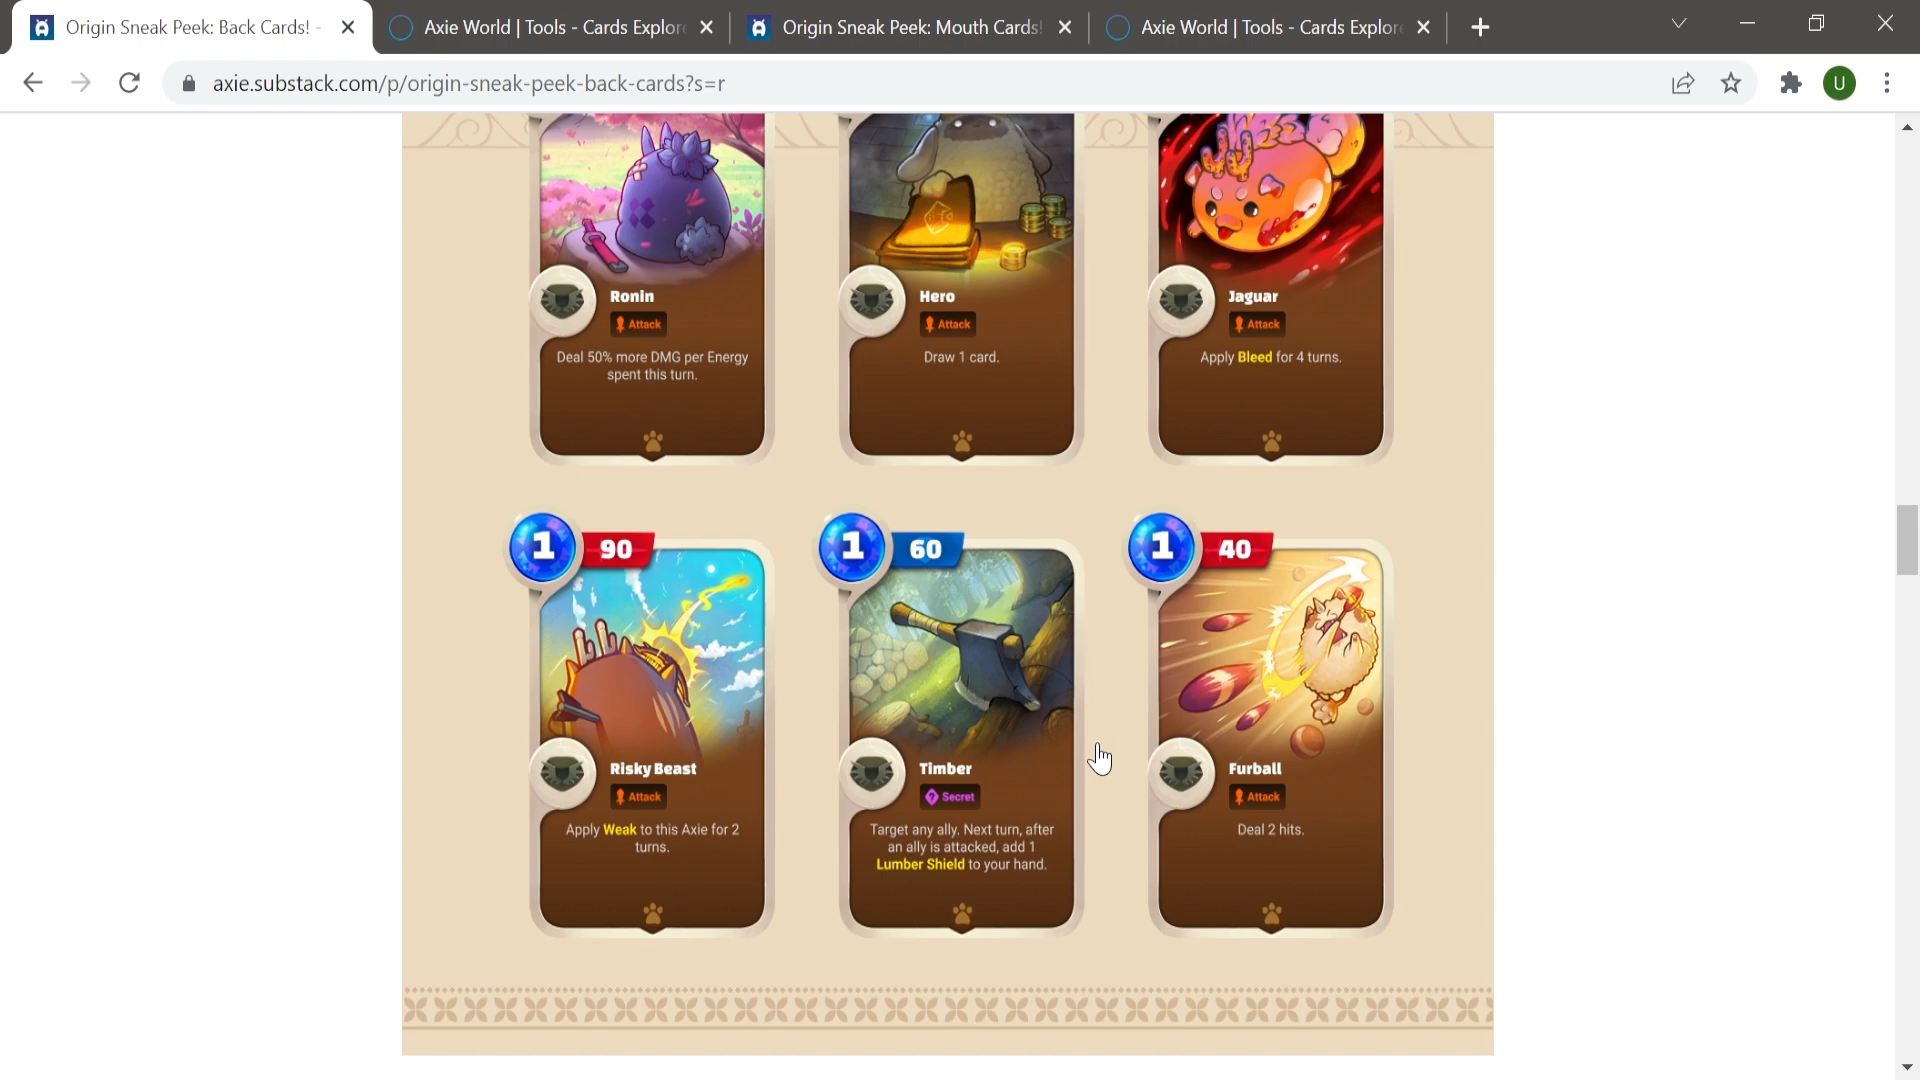 Origin Sneak Peek: Back Cards! -
Axie World | Tools - Cards Explor
Origin Sneak Peek: Mouth Cards!
Axie World | Tools - Cards Explor
axie.substack.com/p/origin-sneak-peek-back-cards?s=r
U
Ronin
Attack
Deal 50% more DMG per Energy
spent this turn.
Hero
Attack
Draw 1 card.
Jaguar
Attack
Apply Bleed for 4 turns.
1
90
Risky Beast
Attack
Apply Weak to this Axie for 2
turns.
1
60
Timber
Secret
Target any ally. Next turn, after
an ally is attacked, add 1
Lumber Shield to your hand.
1
40
Furball
Attack
Deal 2 hits.